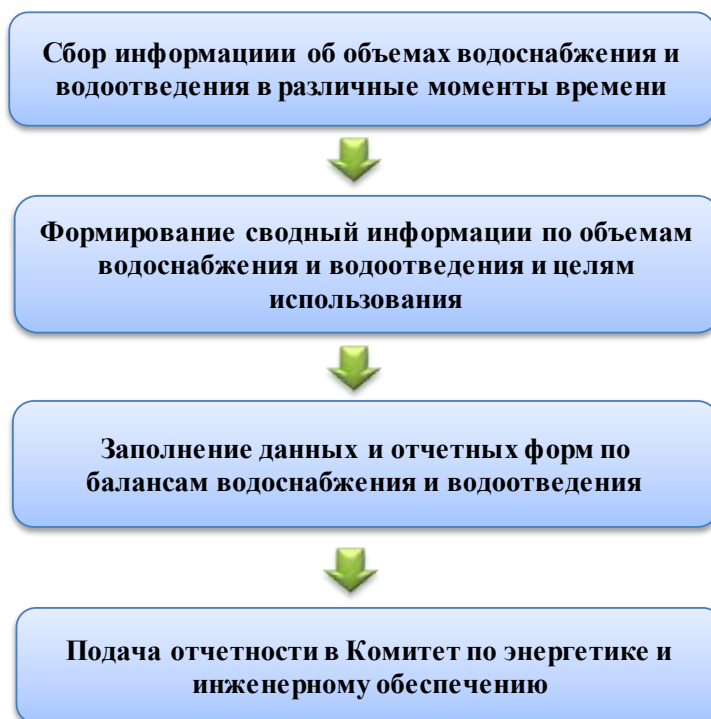 Сбор информациии об объемах водоснабжения и
водоотведения в различные моменты времени
Формирование сводный информации по объемам
водоснабжения и водоотведения и целям
использования
Заполнение данных и отчетных форм по
балансам водоснабжения и водоотведения
Подача отчетности в Комитет по энергетике и
инженерному обеспечению